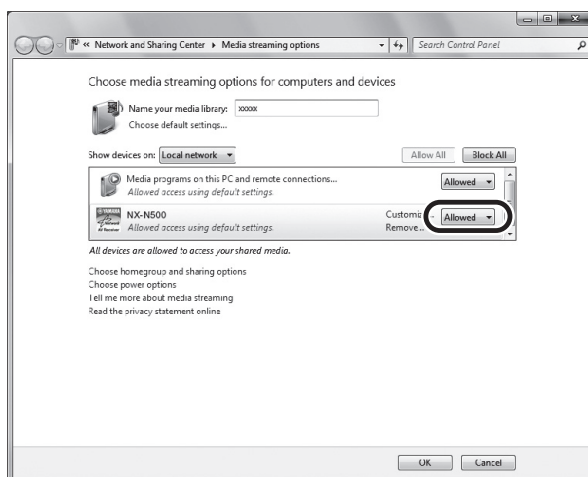 « Network and Sharing Center ▸ Media streaming options
Search Control Panel
Choose media streaming options for computers and devices
Name your media library: xxxxx
Choose default settings...
Show devices on: Local network
Allow All
Block All
Media programs on this PC and remote connections...
Allowed access using default settings.
Allowed
YAMAHA
NX-N500
Allowed access using default settings.
Customiz
Remove...
Allowed
All devices are allowed to access your shared media.
Choose homegroup and sharing options
Choose power options
Tell me more about media streaming
Read the privacy statement online
OK
Cancel